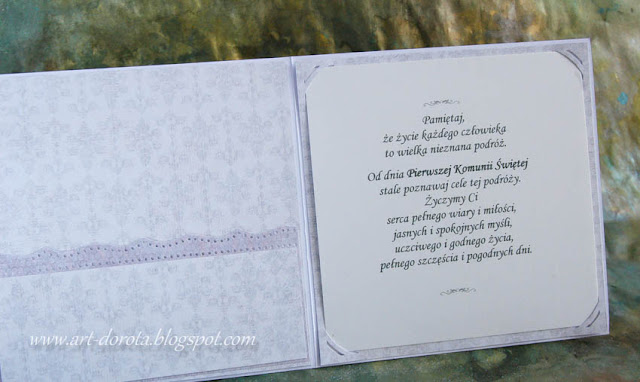 Pamiętaj,
że życie każdego człowieka
to wielka nieznana podróż.
Od dnia Pierwszej Komunii Świętej
stale poznawaj cele tej podróży.
Życzymy Ci
serca pełnego wiary i miłości,
jasnych i spokojnych myśli,
uczciwego i godnego życia,
pełnego szczęścia i pogodnych dni.
www.art-dorota.blogspot.com